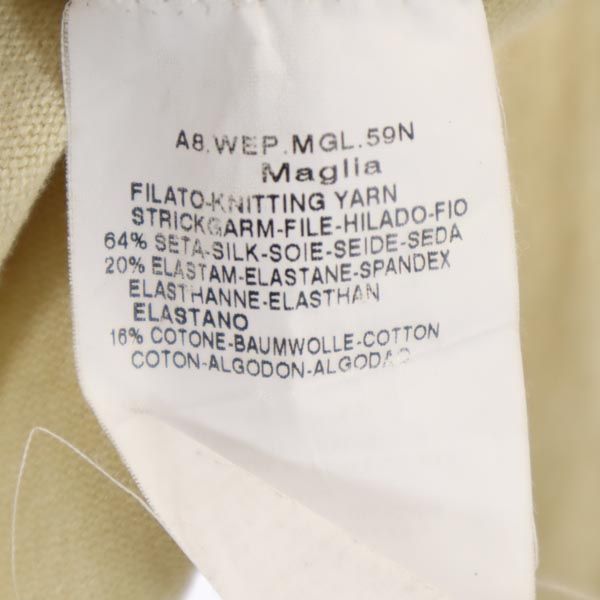 A8.WEP.MGL.59N
Maglia
FILATO-KNITTING YARN
STRICKGARM-FILE-HILADO-FIO
64% SETA-SILK-SOIE-SEIDE-SEDA
20% ELASTAM-ELASTANE-SPANDEX
ELASTHANNE-ELASTHAN
ELASTANO
16% COTONE-BAUMWOLLE-COTTON
COTON-ALGODON-ALGODAO